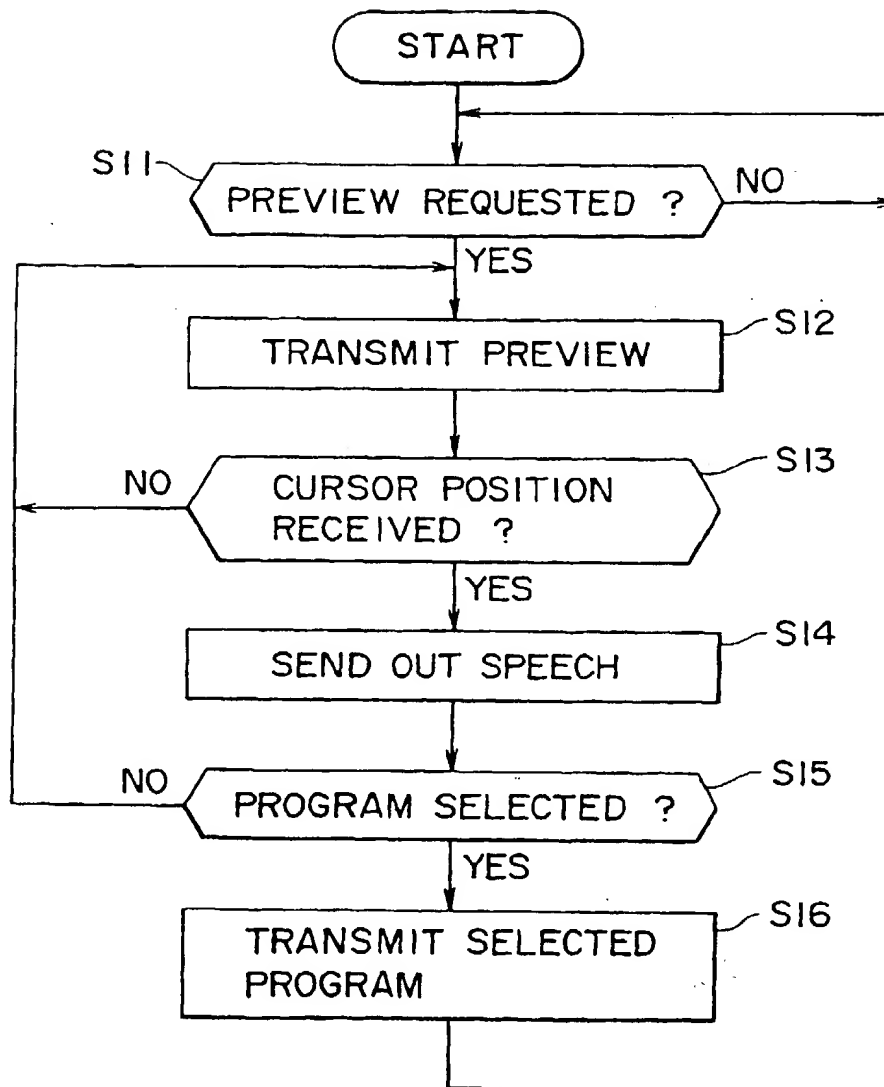 START
S11
PREVIEW REQUESTED ?
NO
YES
S12
TRANSMIT PREVIEW
S13
NO
CURSOR POSITION
RECEIVED ?
YES
S14
SEND OUT SPEECH
S15
NO
PROGRAM SELECTED ?
YES
S16
TRANSMIT SELECTED
PROGRAM